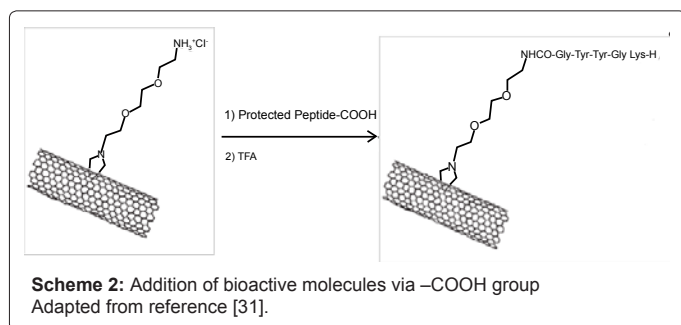 NH₃⁺Cl⁻
O
O
N
1) Protected Peptide-COOH
2) TFA
NHCO-Gly-Tyr-Tyr-Gly Lys-H
O
O
N
Scheme 2: Addition of bioactive molecules via –COOH group
Adapted from reference [31].